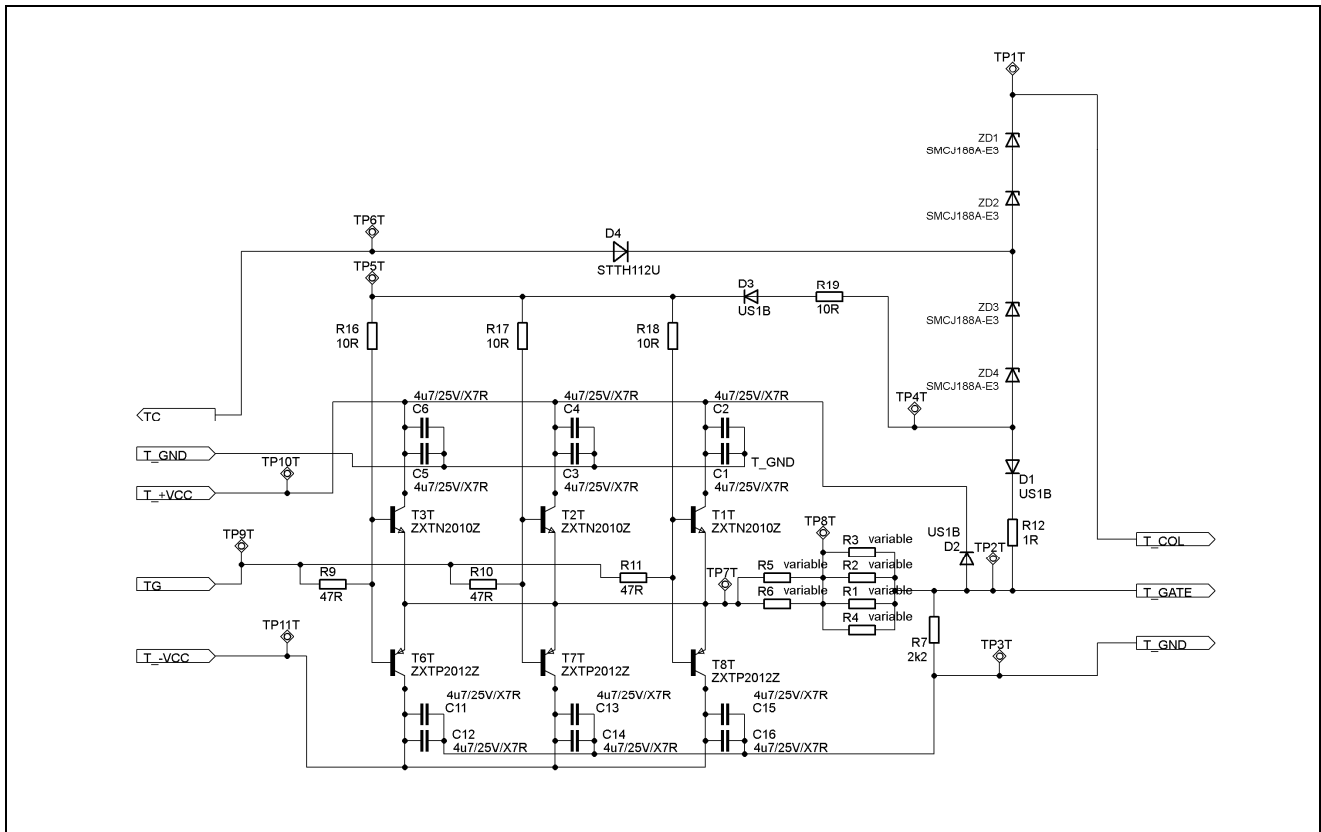 TP1T
ZD1
SMCJ188A-E3
ZD2
SMCJ188A-E3
TP6T
D4
STTH112U
TP5T
D3
US1B
R19
10R
R16
10R
R17
10R
R18
10R
ZD3
SMCJ188A-E3
ZD4
SMCJ188A-E3
TP4T
4u7/25V/X7R
C6
4u7/25V/X7R
C4
4u7/25V/X7R
C2
TC
T_GND
TP10T
C5
4u7/25V/X7R
C3
4u7/25V/X7R
C1
4u7/25V/X7R
T_GND
D1
US1B
T_+VCC
T3T
ZXTN2010Z
T2T
ZXTN2010Z
T1T
ZXTN2010Z
R12
1R
T_COL
TP9T
TP8T
US1B
D2
TP2T
R3 variable
R5 variable
R2 variable
R6 variable
R1 variable
R4 variable
TG
R9
47R
R10
47R
R11
47R
TP7T
T_GATE
TP11T
R7
2k2
TP3T
T_GND
T_-VCC
T6T
ZXTP2012Z
T7T
ZXTP2012Z
T8T
ZXTP2012Z
4u7/25V/X7R
C11
4u7/25V/X7R
C13
4u7/25V/X7R
C15
C12
4u7/25V/X7R
C14
4u7/25V/X7R
C16
4u7/25V/X7R